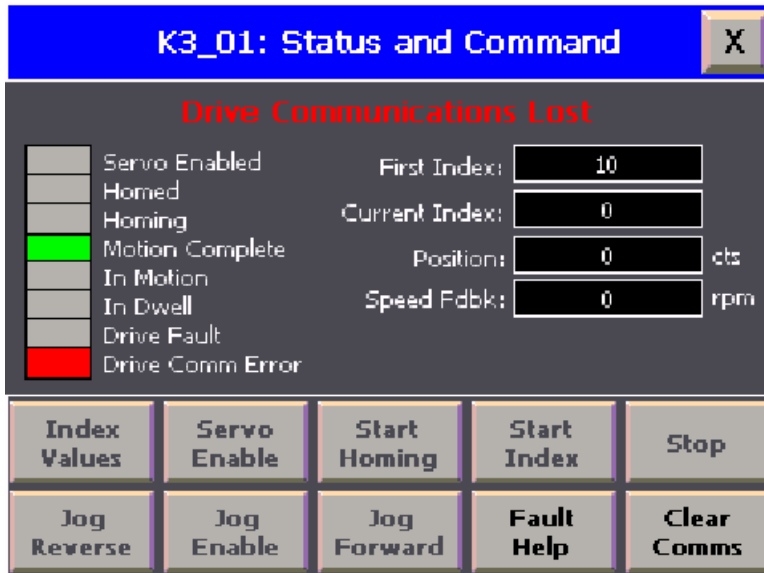 K3_01: Status and Command
X
Drive Communications Lost
Servo Enabled
Homed
Homing
Motion Complete
In Motion
In Dwell
Drive Fault
Drive Comm Error
First Index: 10
Current Index: 0
Position: 0 cts
Speed Fdbk: 0 rpm
Index Values
Servo Enable
Start Homing
Start Index
Stop
Jog Reverse
Jog Enable
Jog Forward
Fault Help
Clear Comms